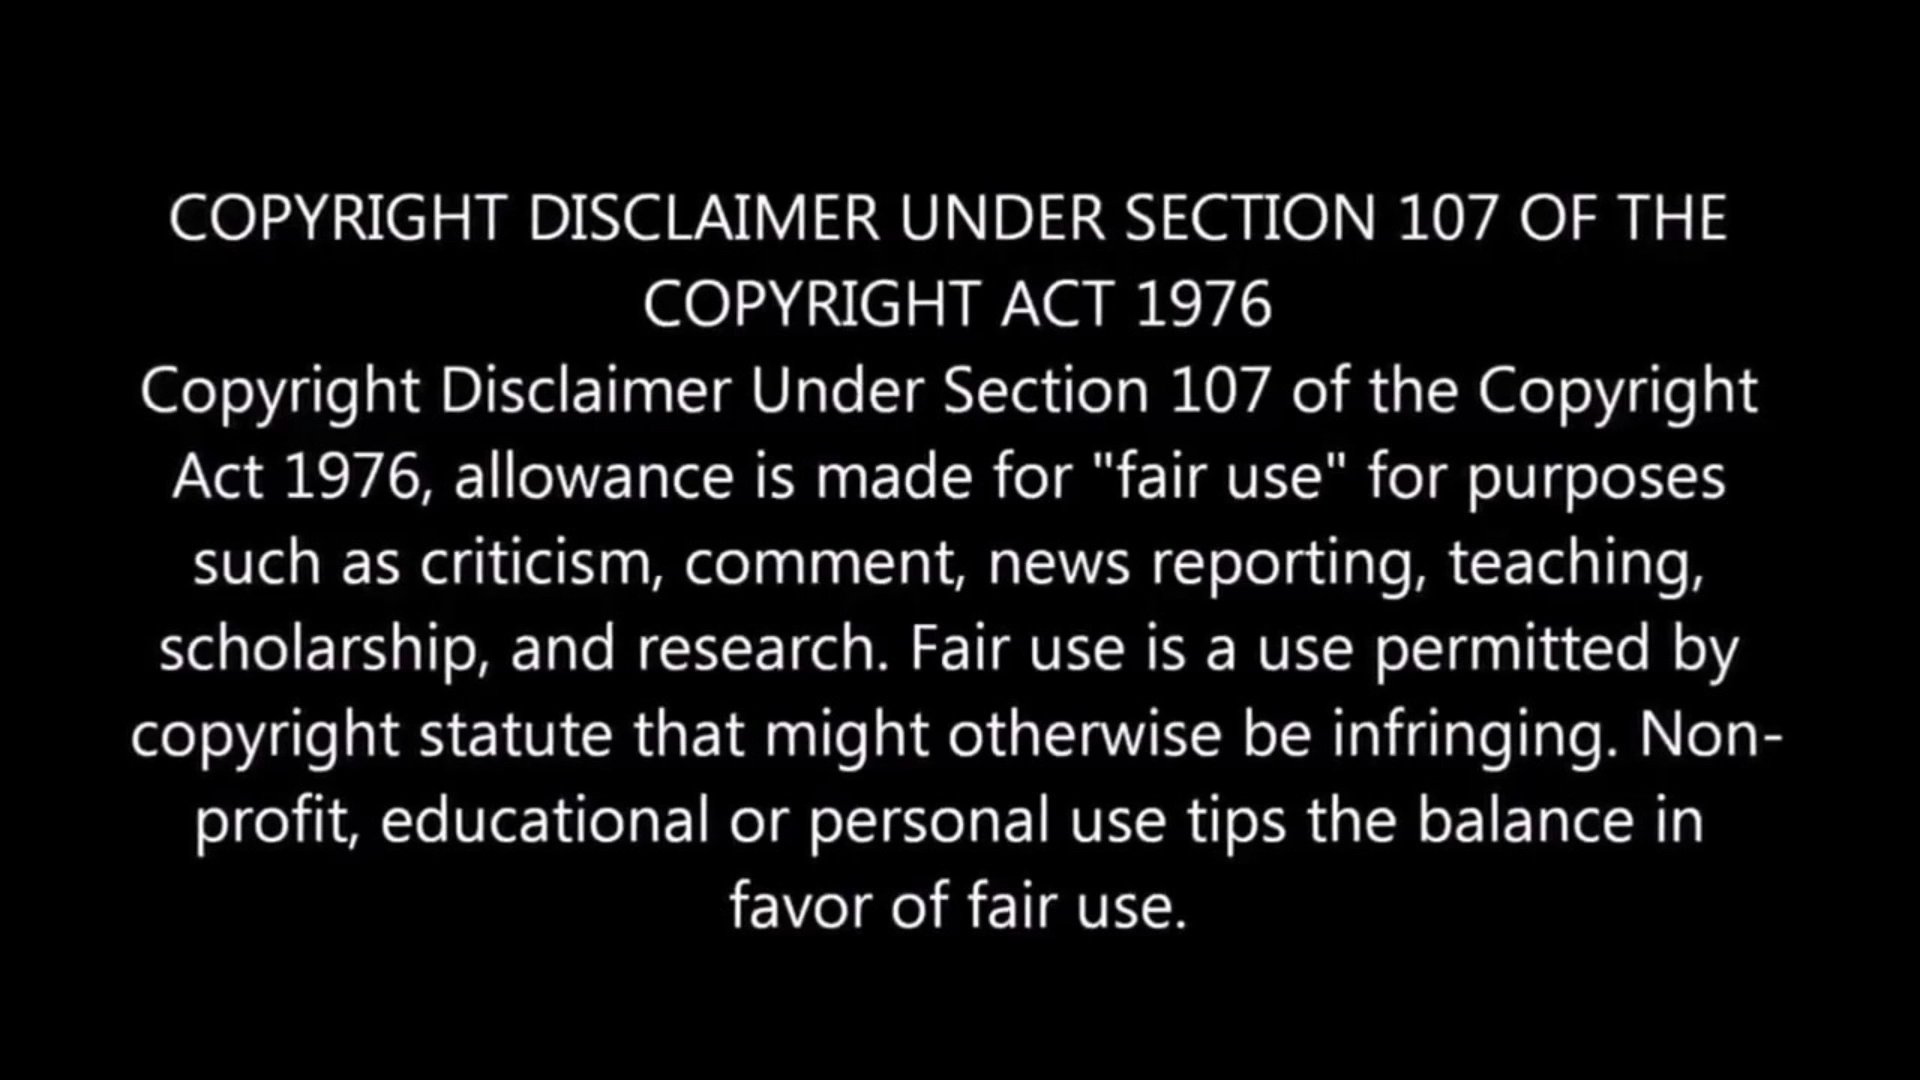 COPYRIGHT DISCLAIMER UNDER SECTION 107 OF THE
COPYRIGHT ACT 1976
Copyright Disclaimer Under Section 107 of the Copyright
Act 1976, allowance is made for "fair use" for purposes
such as criticism, comment, news reporting, teaching,
scholarship, and research. Fair use is a use permitted by
copyright statute that might otherwise be infringing. Non-
profit, educational or personal use tips the balance in
favor of fair use.